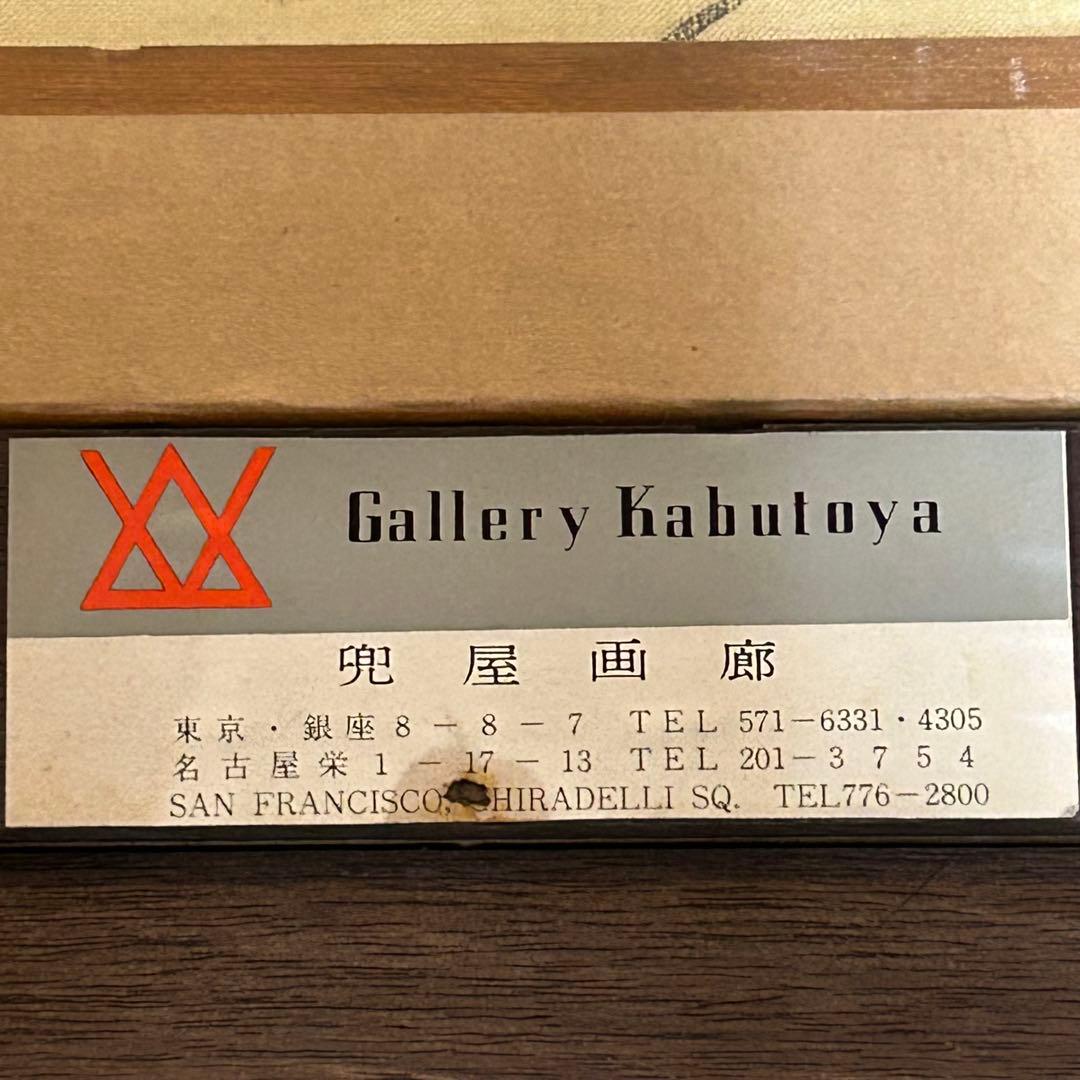 Gallery Kabutoya
兜屋画廊
東京・銀座8-8-7 TEL 571-6331・4305
名古屋栄1-17-13 TEL 201-3754
SAN FRANCISCO, HIRADELLI SQ. TEL776-2800